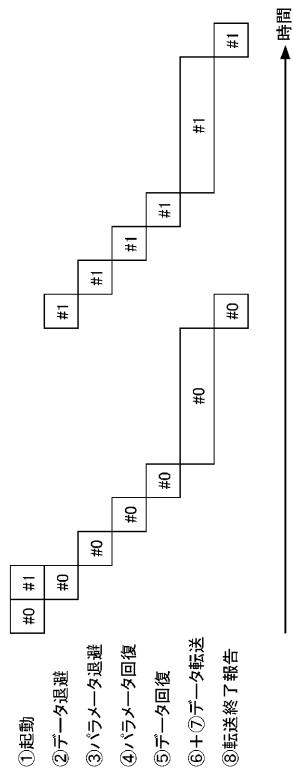 ①起動
#0
#1
②データ退避
#0
#1
③パラメータ退避
#0
#1
④パラメータ回復
#0
#1
⑤データ回復
#0
#1
⑥+⑦データ転送
#0
#1
⑧転送終了報告
#0
#1
時間